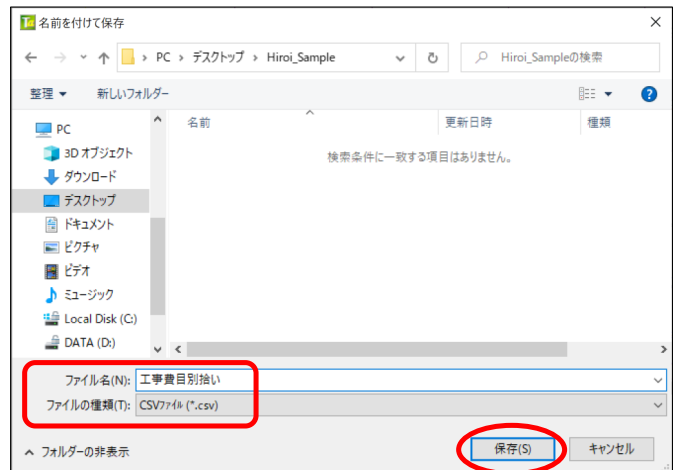 名前を付けて保存
PC > デスクトップ > Hiroi_Sample
Hiroi_Sampleの検索
整理 新しいフォルダー
名前 更新日時 種類
検索条件に一致する項目はありません。
PC
3D オブジェクト
ダウンロード
デスクトップ
ドキュメント
ピクチャ
ビデオ
ミュージック
Local Disk (C:)
DATA (D:)
ファイル名(N): 工事費目別拾い
ファイルの種類(T): CSVファイル (*.csv)
フォルダーの非表示
保存(S) キャンセル